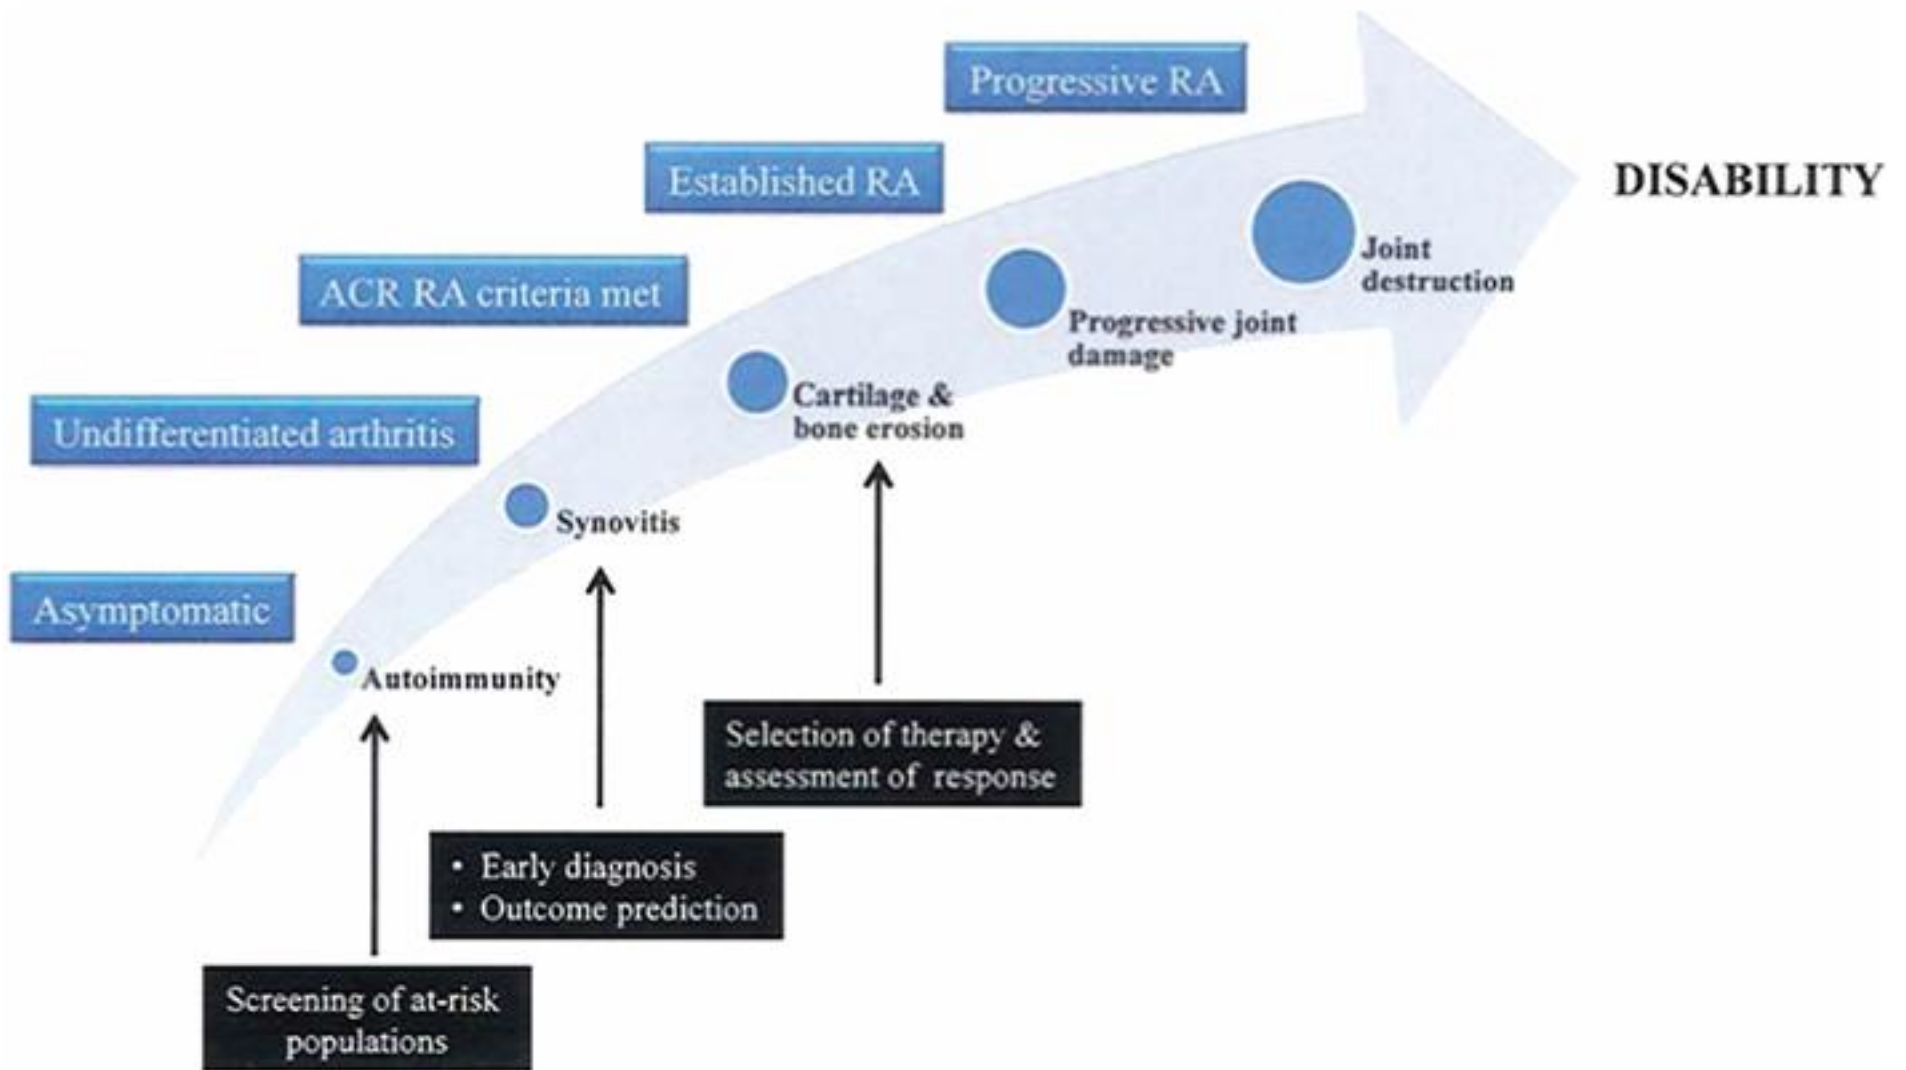 Progressive RA
Established RA
DISABILITY
Joint
destruction
ACR RA criteria met
Progressive joint
damage
Cartilage &
bone erosion
Undifferentiated arthritis
Synovitis
Asymptomatic
Autoimmunity
Selection of therapy &
assessment of response
• Early diagnosis
• Outcome prediction
Screening of at-risk
populations